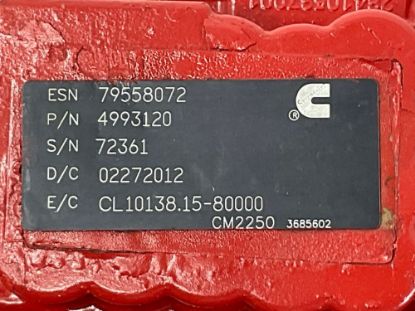 ESN 79558072
P/N 4993120
®
S/N 72361
D/C 02272012
E/C CL10138.15-80000
CM2250 3685602